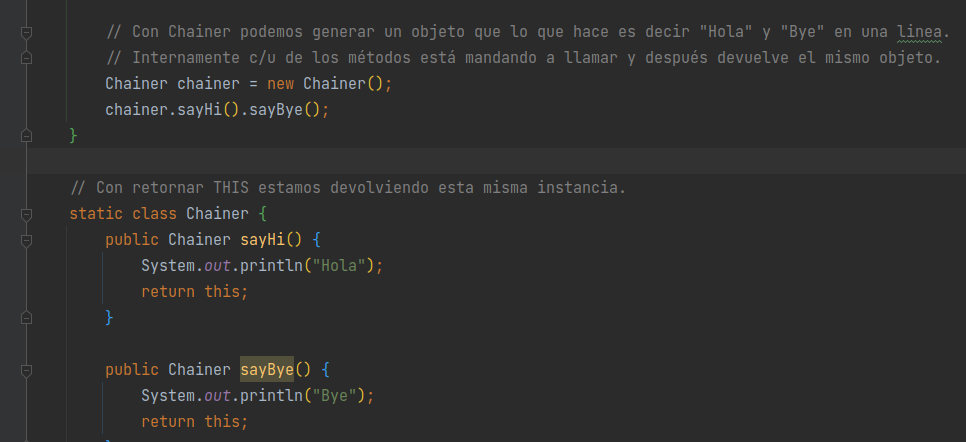 // Con Chainer podemos generar un objeto que lo que hace es decir "Hola" y "Bye" en una linea.
// Internamente c/u de los métodos está mandando a llamar y después devuelve el mismo objeto.
Chainer chainer = new Chainer();
chainer.sayHi().sayBye();
}
// Con retornar THIS estamos devolviendo esta misma instancia.
static class Chainer {
public Chainer sayHi() {
System.out.println("Hola");
return this;
}
public Chainer sayBye() {
System.out.println("Bye");
return this;